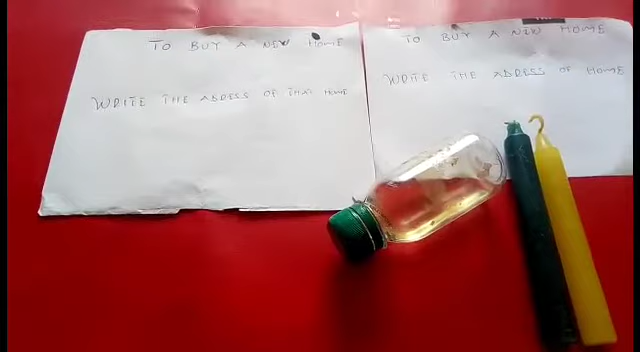 TO BUY A NEW HOME
WRITE THE ADRESS OF THAT HOME
TO BUY A NEW HOME
WRITE THE ADRESS OF HOME